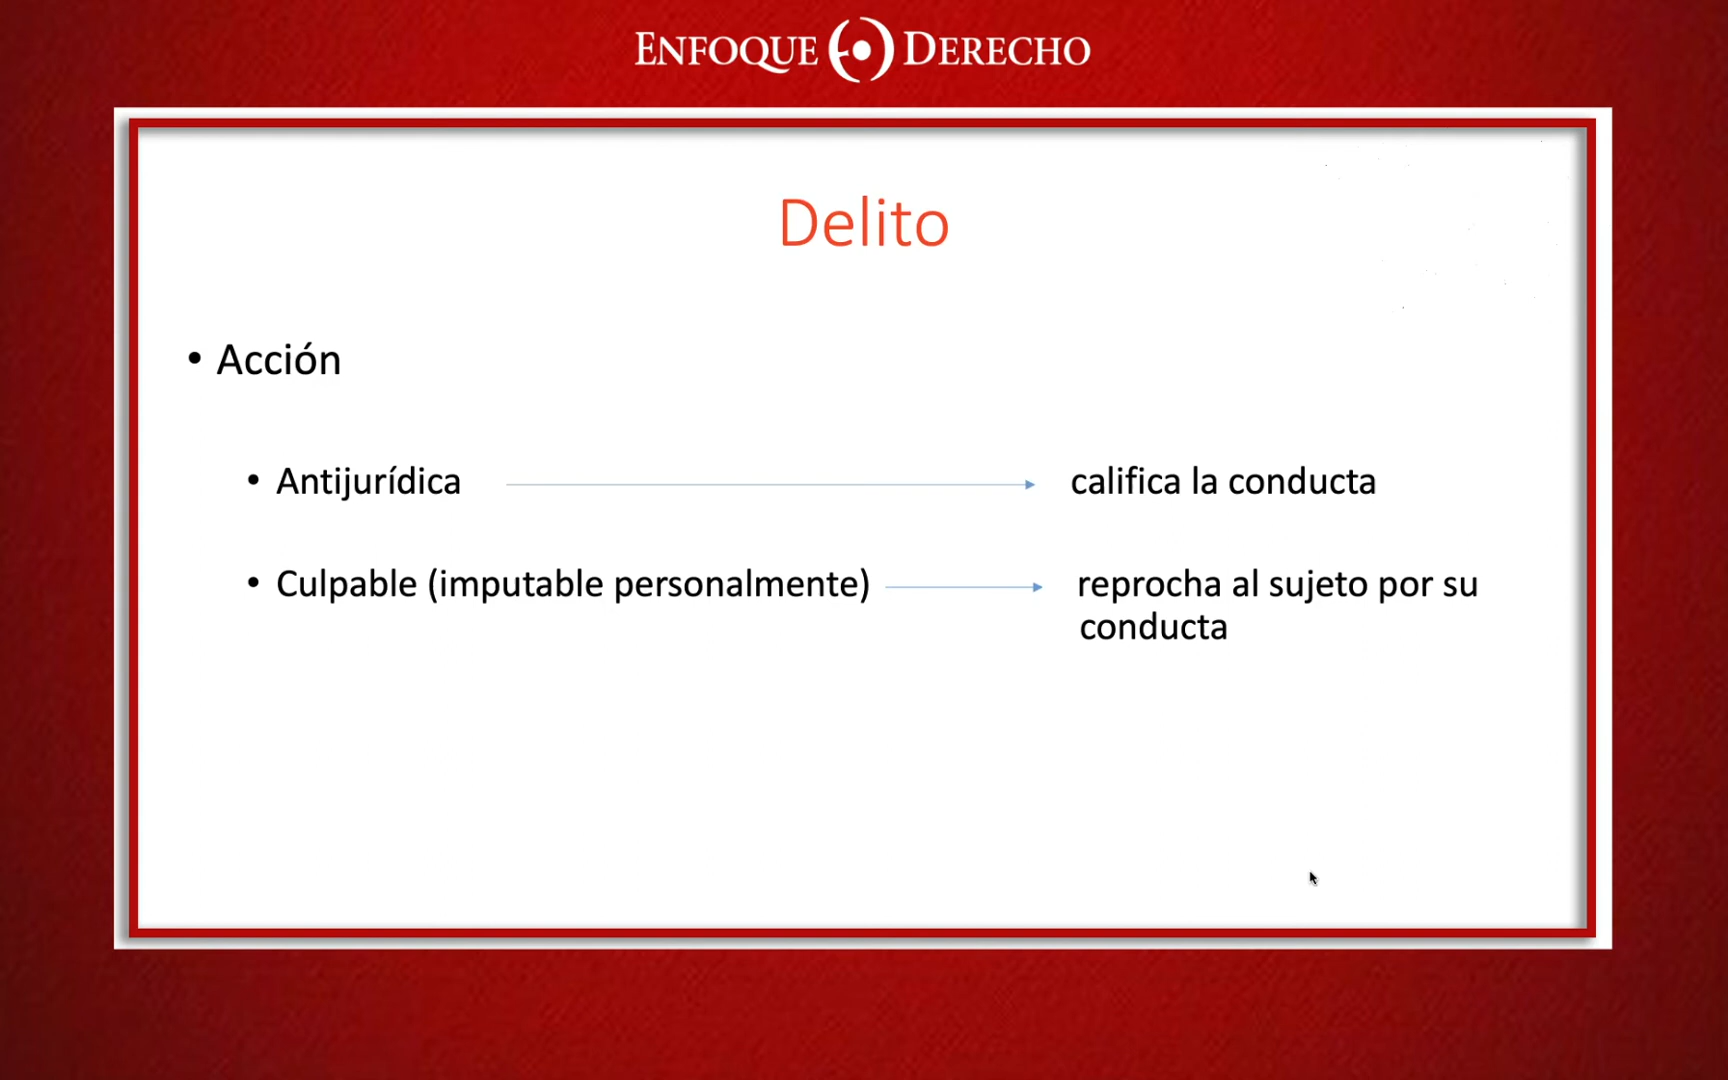 ENFOQUE DERECHO
Delito
• Acción
• Antijurídica califica la conducta
• Culpable (imputable personalmente) reprocha al sujeto por su
conducta